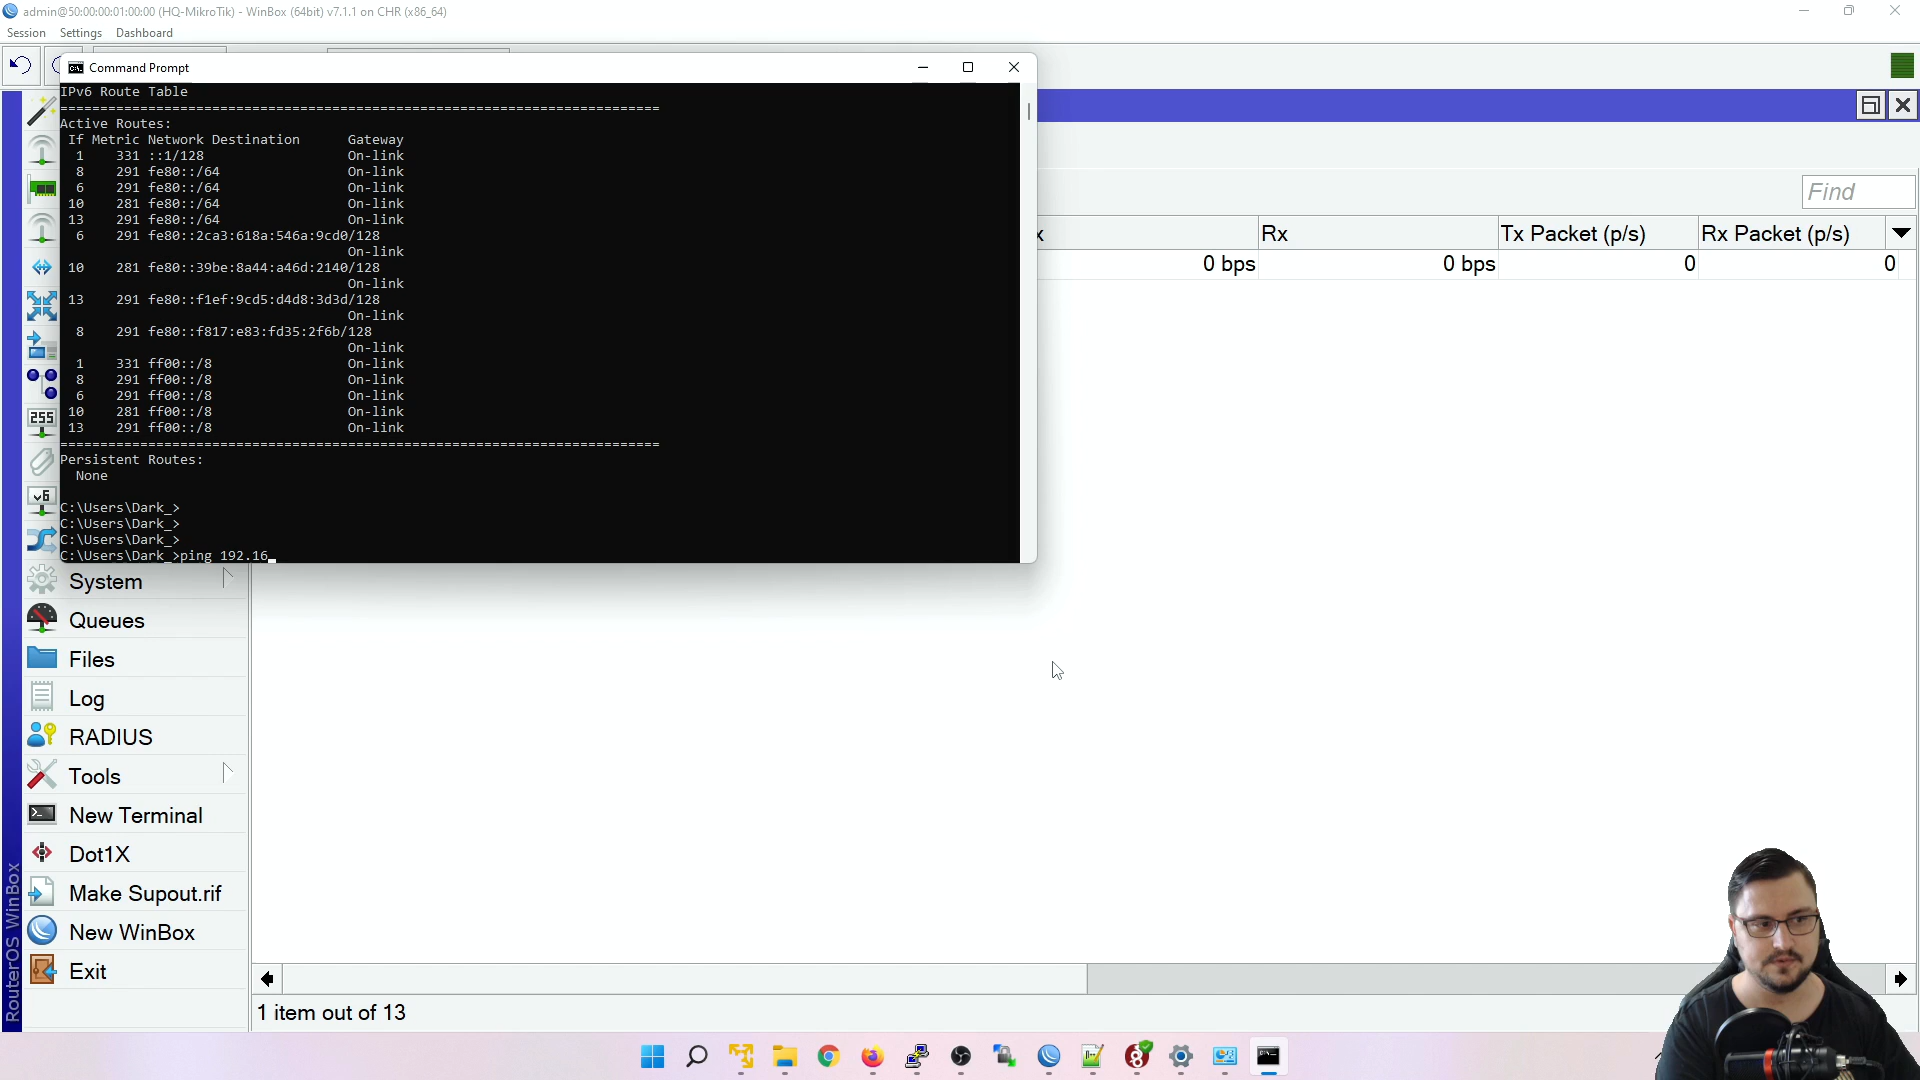 admin@50:00:00:01:00:00 (HQ-MikroTik) - WinBox (64bit) v7.1.1 on CHR (x86_64)
Session Settings Dashboard
Command Prompt
IPv6 Route Table
===========================================================================
Active Routes:
If Metric Network Destination Gateway
1 331 ::1/128 On-link
8 291 fe80::/64 On-link
6 291 fe80::/64 On-link
10 281 fe80::/64 On-link
13 291 fe80::/64 On-link
6 291 fe80::2ca3:618a:546a:9cd0/128
On-link
10 281 fe80::39be:8a44:a46d:2140/128
On-link
13 291 fe80::f1ef:9cd5:d4d8:3d3d/128
On-link
8 291 fe80::f817:e83:fd35:2f6b/128
On-link
1 331 ff00::/8 On-link
8 291 ff00::/8 On-link
6 291 ff00::/8 On-link
10 281 ff00::/8 On-link
13 291 ff00::/8 On-link
===========================================================================
Persistent Routes:
None
C:\Users\Dark_>
C:\Users\Dark_>
C:\Users\Dark_>
C:\Users\Dark_>ping 192.16_
Find
Rx Tx Packet (p/s) Rx Packet (p/s)
0 bps 0 bps 0 0
255
v6
System
Queues
Files
Log
RADIUS
Tools
New Terminal
Dot1X
Make Supout.rif
New WinBox
Exit
RouterOS WinBox
1 item out of 13